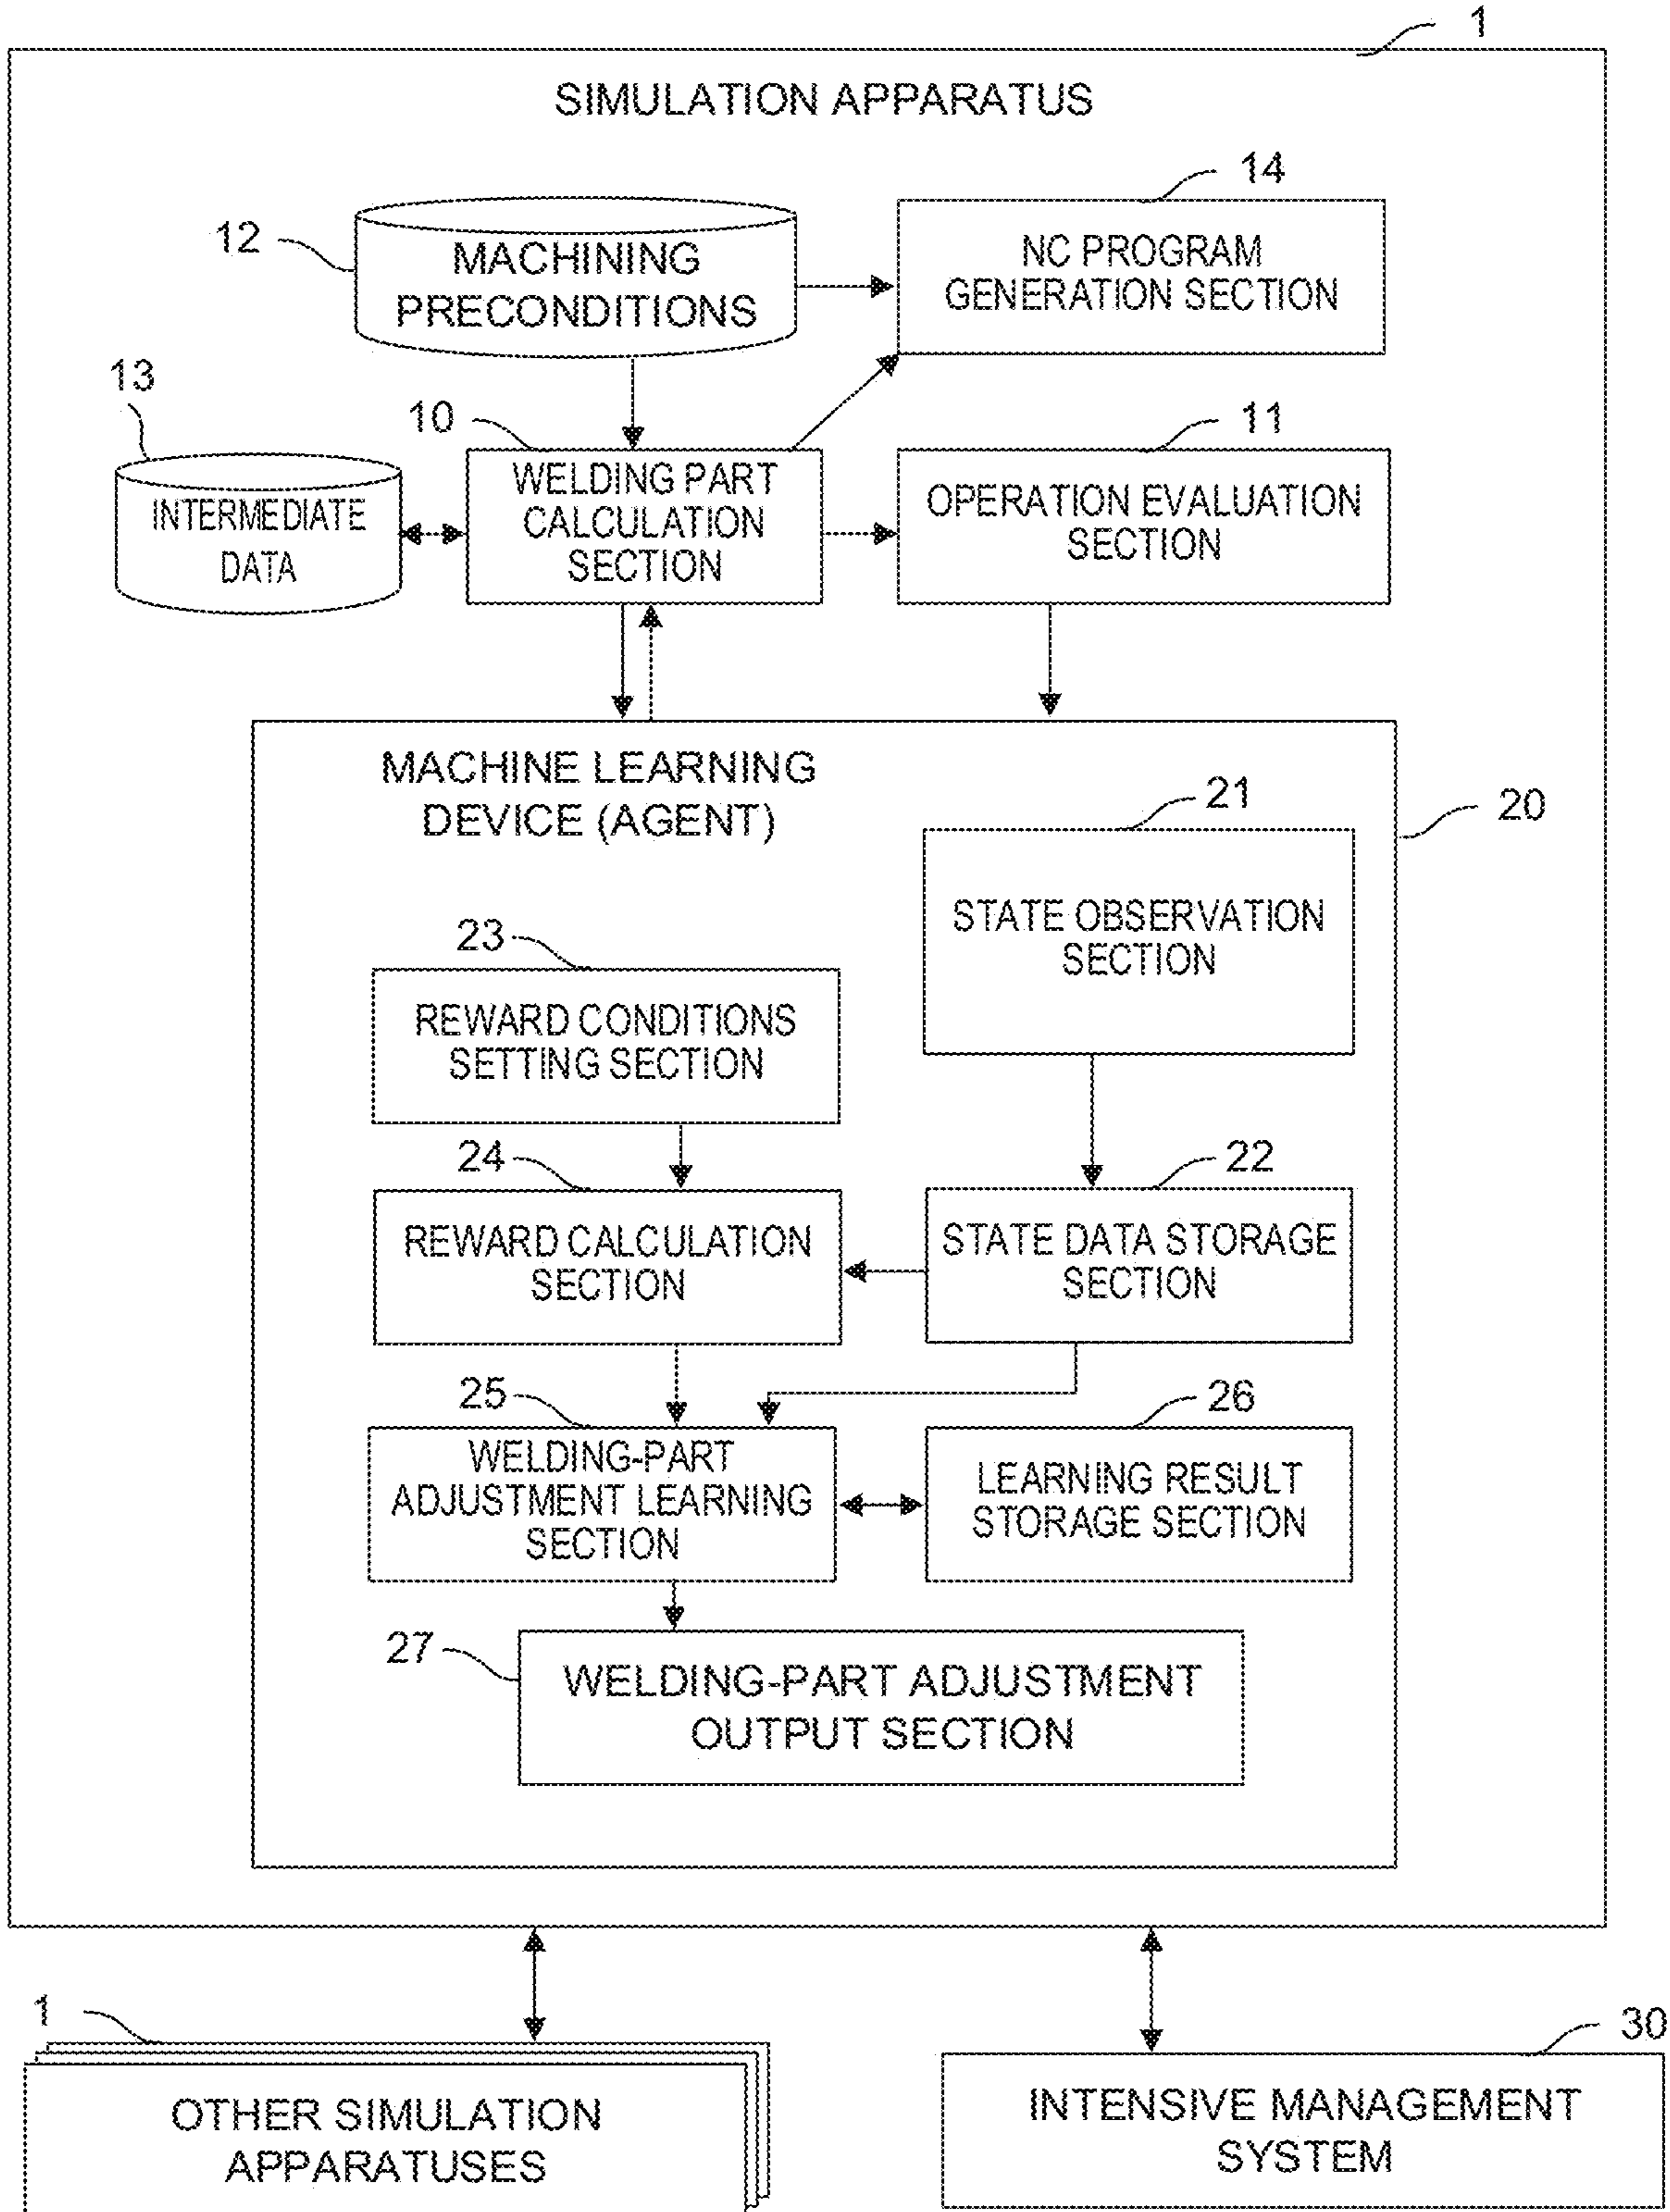 1
SIMULATION APPARATUS
14
12
MACHINING
PRECONDITIONS
NC PROGRAM
GENERATION SECTION
13
10
11
INTERMEDIATE
DATA
WELDING PART
CALCULATION
SECTION
OPERATION EVALUATION
SECTION
MACHINE LEARNING
DEVICE (AGENT)
21
20
STATE OBSERVATION
SECTION
23
REWARD CONDITIONS
SETTING SECTION
24
22
REWARD CALCULATION
SECTION
STATE DATA STORAGE
SECTION
25
26
WELDING-PART
ADJUSTMENT LEARNING
SECTION
LEARNING RESULT
STORAGE SECTION
27
WELDING-PART ADJUSTMENT
OUTPUT SECTION
1
30
OTHER SIMULATION
APPARATUSES
INTENSIVE MANAGEMENT
SYSTEM